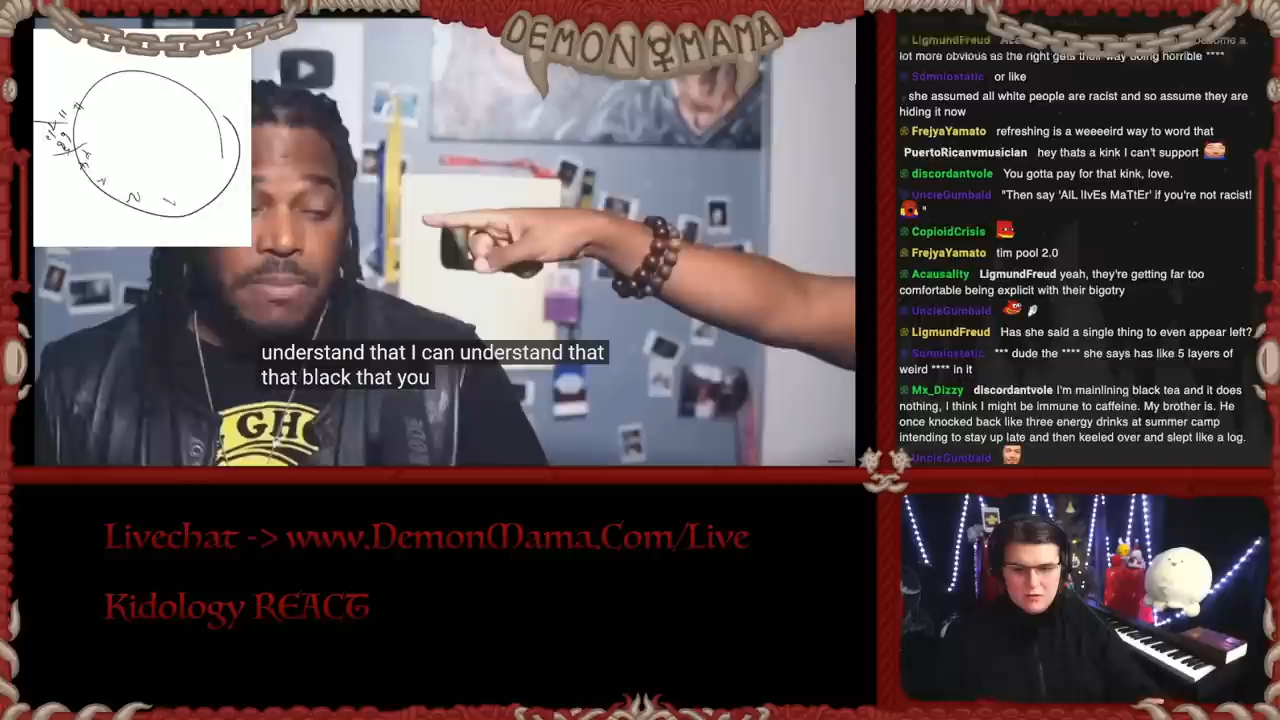 DEMON MAMA
LigmundFreud
a lot more obvious as the right gets their way doing horrible ****
Somniostatic or like
she assumed all white people are racist and so assume they are
hiding it now
FrejyaYamato refreshing is a weeeeird way to word that
PuertoRicanvmusician hey thats a kink I can't support
discordantvole You gotta pay for that kink, love.
UncleGumbald "Then say 'AlL lIvEs MaTtEr' if you're not racist!
"
CoploidCrisis
FrejyaYamato tim pool 2.0
Acausality LigmundFreud yeah, they're getting far too
comfortable being explicit with their bigotry
UncleGumbald
LigmundFreud Has she said a single thing to even appear left?
Somniostatic *** dude the **** she says has like 5 layers of
weird **** in it
Mx_Dizzy discordantvole I'm mainlining black tea and it does
nothing, I think I might be immune to caffeine. My brother is. He
once knocked back like three energy drinks at summer camp
intending to stay up late and then keeled over and slept like a log.
UncleGumbald
understand that I can understand that
that black that you
GH
Livechat -> www.DemonMama.Com/Live
Kidology REACT